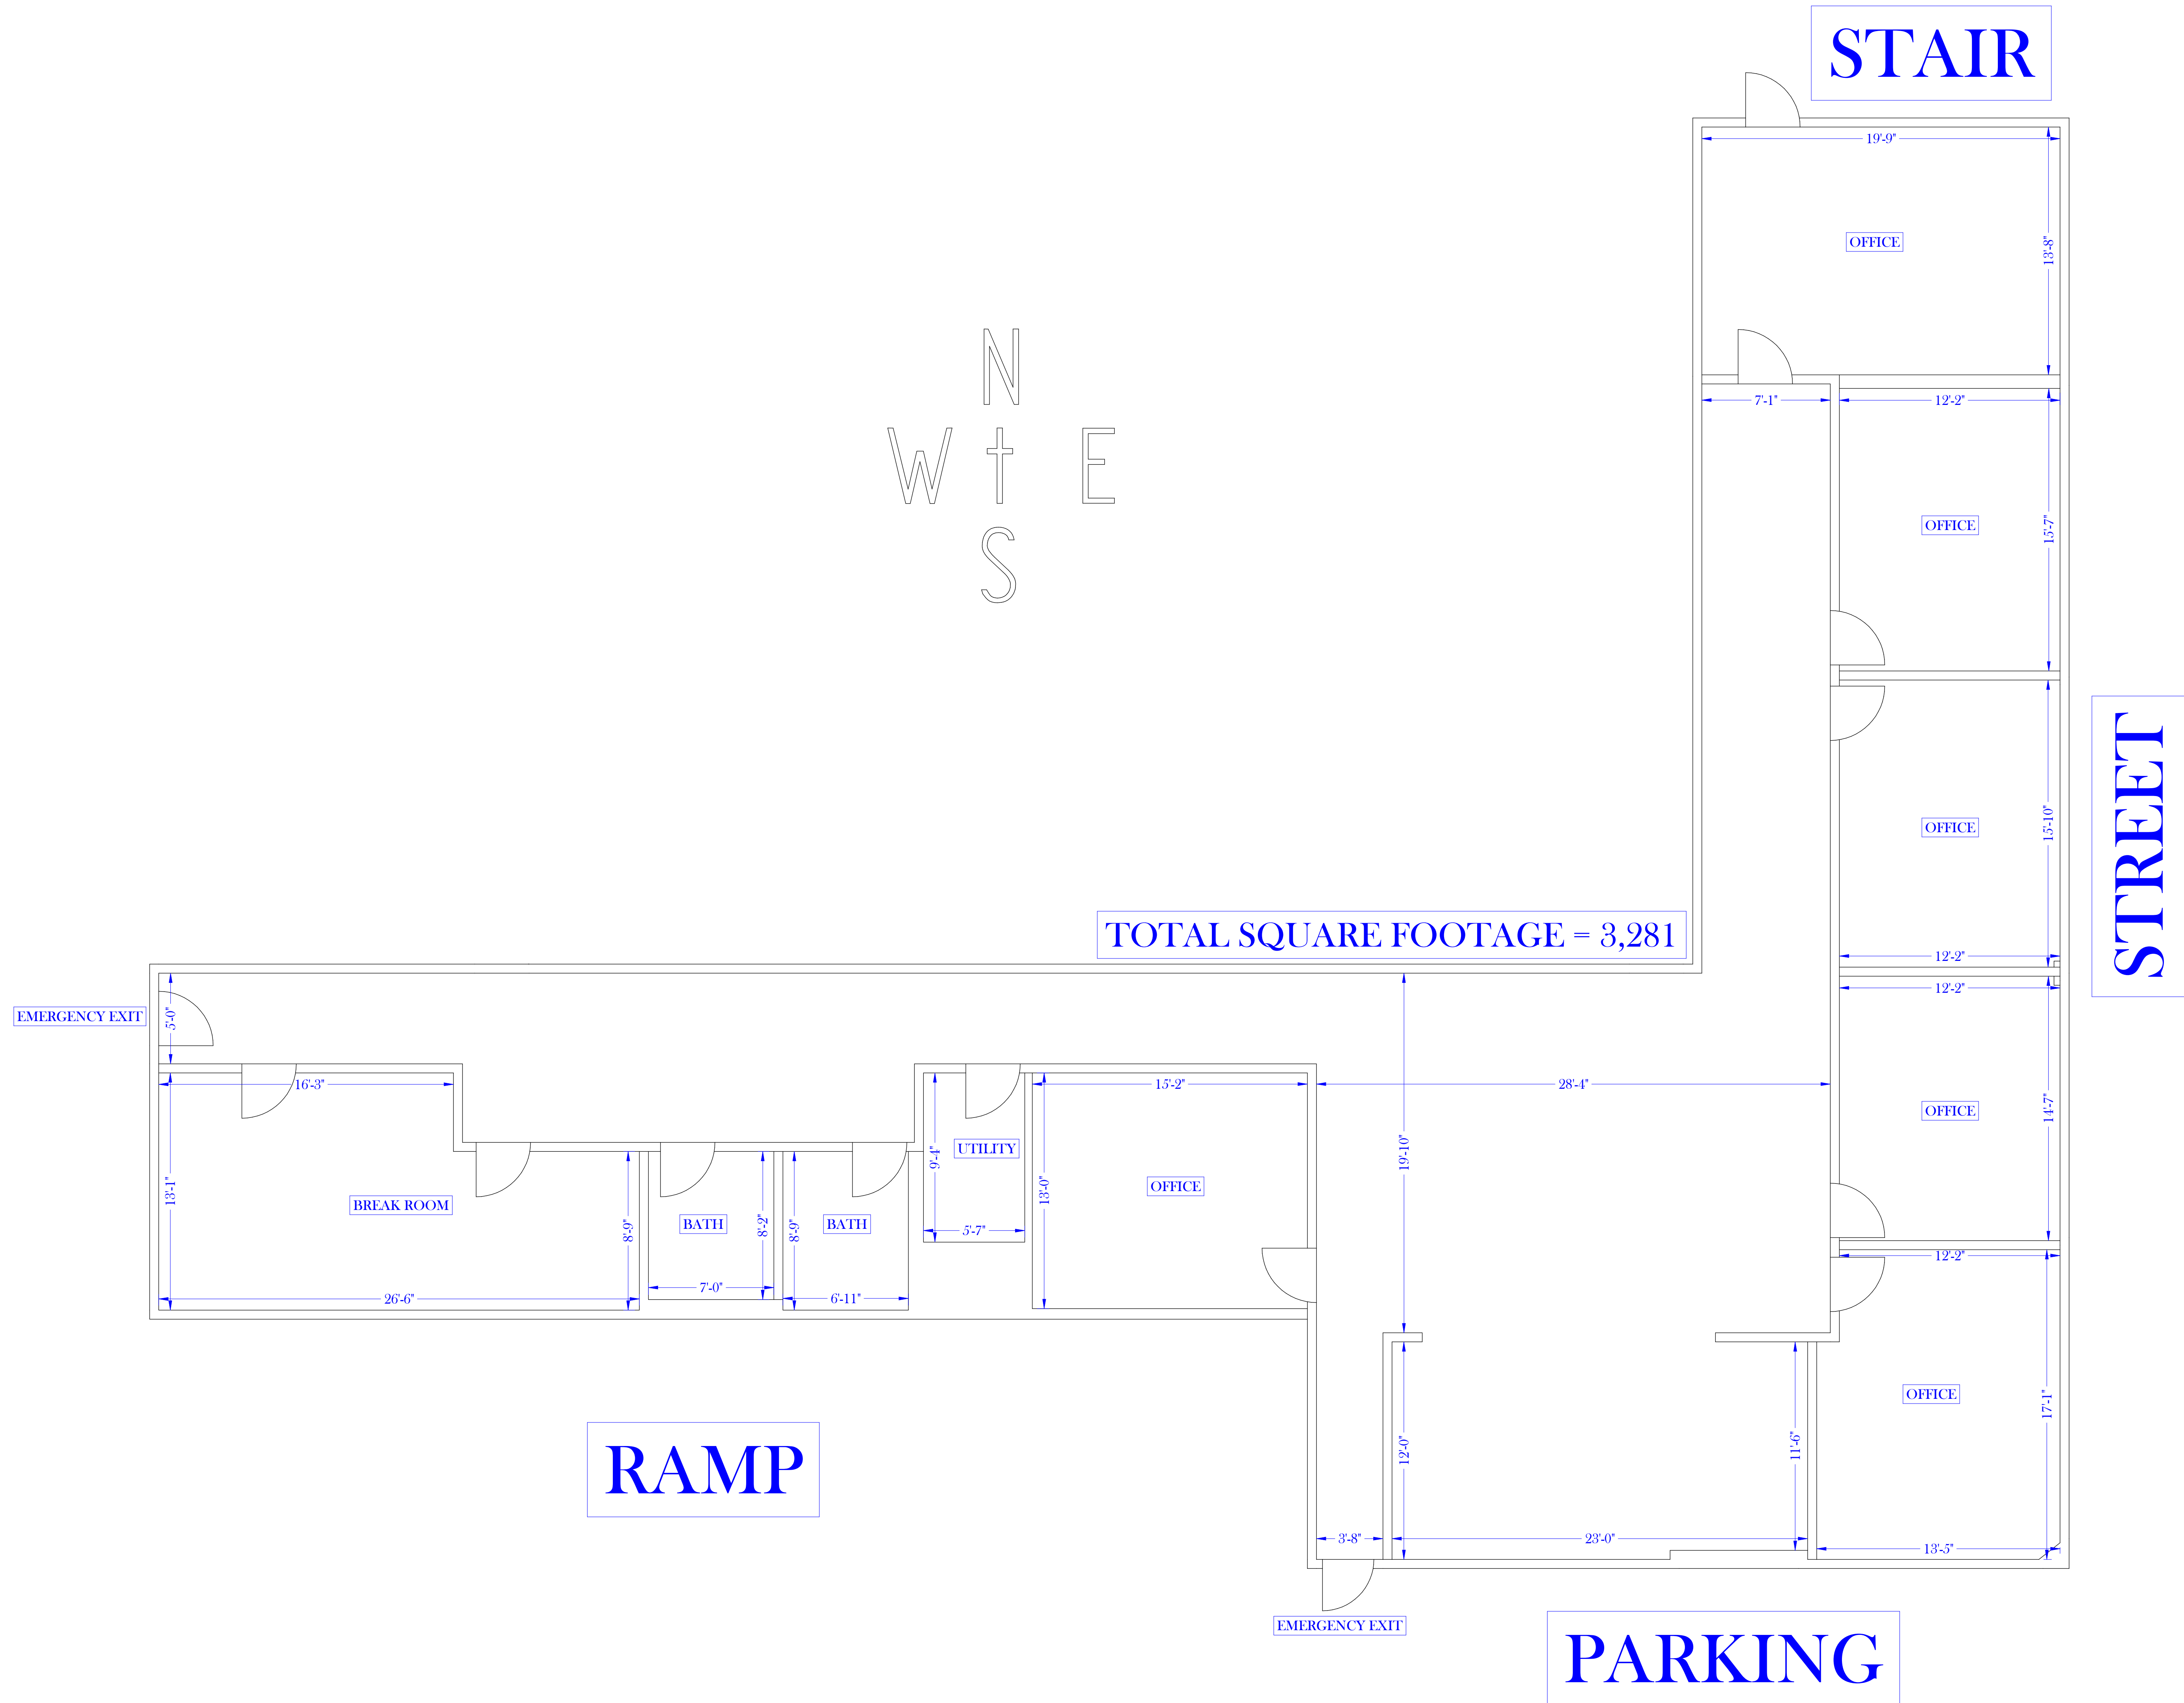 STAIR
19'-9"
OFFICE
13'-8"
N
W t E
S
7'-1"
12'-2"
OFFICE
15'-7"
OFFICE
15'-10"
STREET
TOTAL SQUARE FOOTAGE = 3,281
12'-2"
12'-2"
EMERGENCY EXIT
5'-0"
16'-3"
15'-2"
28'-4"
OFFICE
14'-7"
UTILITY
9'-4"
19'-10"
13'-1"
BREAK ROOM
13'-0"
OFFICE
8'-9"
BATH
8'-2"
8'-9"
BATH
5'-7"
12'-2"
7'-0"
26'-6"
6'-11"
OFFICE
17'-1"
12'-0"
11'-6"
RAMP
3'-8"
23'-0"
13'-5"
EMERGENCY EXIT
PARKING